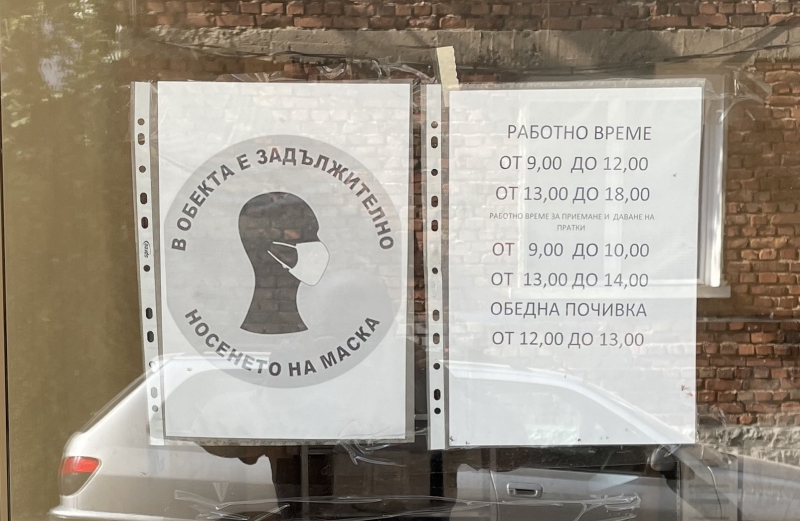 В ОБЕКТА Е ЗАДЪЛЖИТЕЛНО
НОСЕНЕТО НА МАСКА
РАБОТНО ВРЕМЕ
ОТ 9,00 ДО 12,00
ОТ 13,00 ДО 18,00
РАБОТНО ВРЕМЕ ЗА ПРИЕМАНЕ И ДАВАНЕ НА
ПРАТКИ
ОТ 9,00 ДО 10,00
ОТ 13,00 ДО 14,00
ОБЕДНА ПОЧИВКА
ОТ 12,00 ДО 13,00